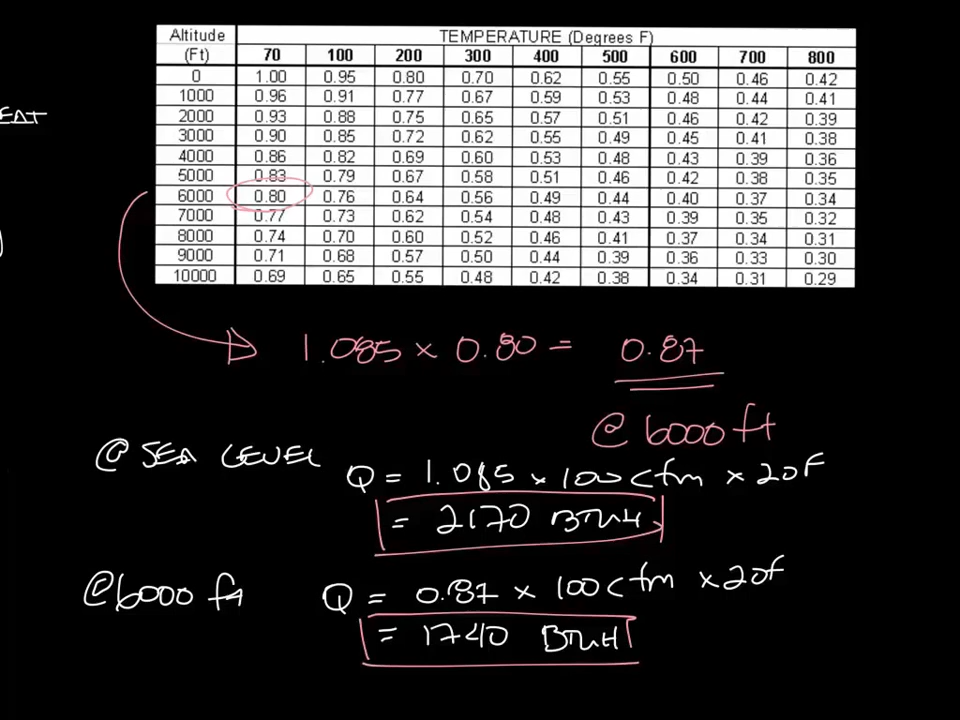 Altitude TEMPERATURE (Degrees F)
(Ft) 70 100 200 300 400 500 600 700 800
0 1.00 0.95 0.80 0.70 0.62 0.55 0.50 0.46 0.42
1000 0.96 0.91 0.77 0.67 0.59 0.53 0.48 0.44 0.41
2000 0.93 0.88 0.75 0.65 0.57 0.51 0.46 0.42 0.39
3000 0.90 0.85 0.72 0.62 0.55 0.49 0.45 0.41 0.38
EAT
4000 0.86 0.82 0.69 0.60 0.53 0.48 0.43 0.39 0.36
5000 0.83 0.79 0.67 0.58 0.51 0.46 0.42 0.38 0.35
6000 0.80 0.76 0.64 0.56 0.49 0.44 0.40 0.37 0.34
7000 0.77 0.73 0.62 0.54 0.48 0.43 0.39 0.35 0.32
8000 0.74 0.70 0.60 0.52 0.46 0.41 0.37 0.34 0.31
9000 0.71 0.68 0.57 0.50 0.44 0.39 0.36 0.33 0.30
10000 0.69 0.65 0.55 0.48 0.42 0.38 0.34 0.31 0.29
1.085 x 0.80 = 0.87
@ 6000 ft
@ SEA LEVEL Q = 1.085 x 100 cfm x 20F
= 2170 BTUH
@6000 ft Q = 0.87 x 100 cfm x 20F
= 1740 BTUH